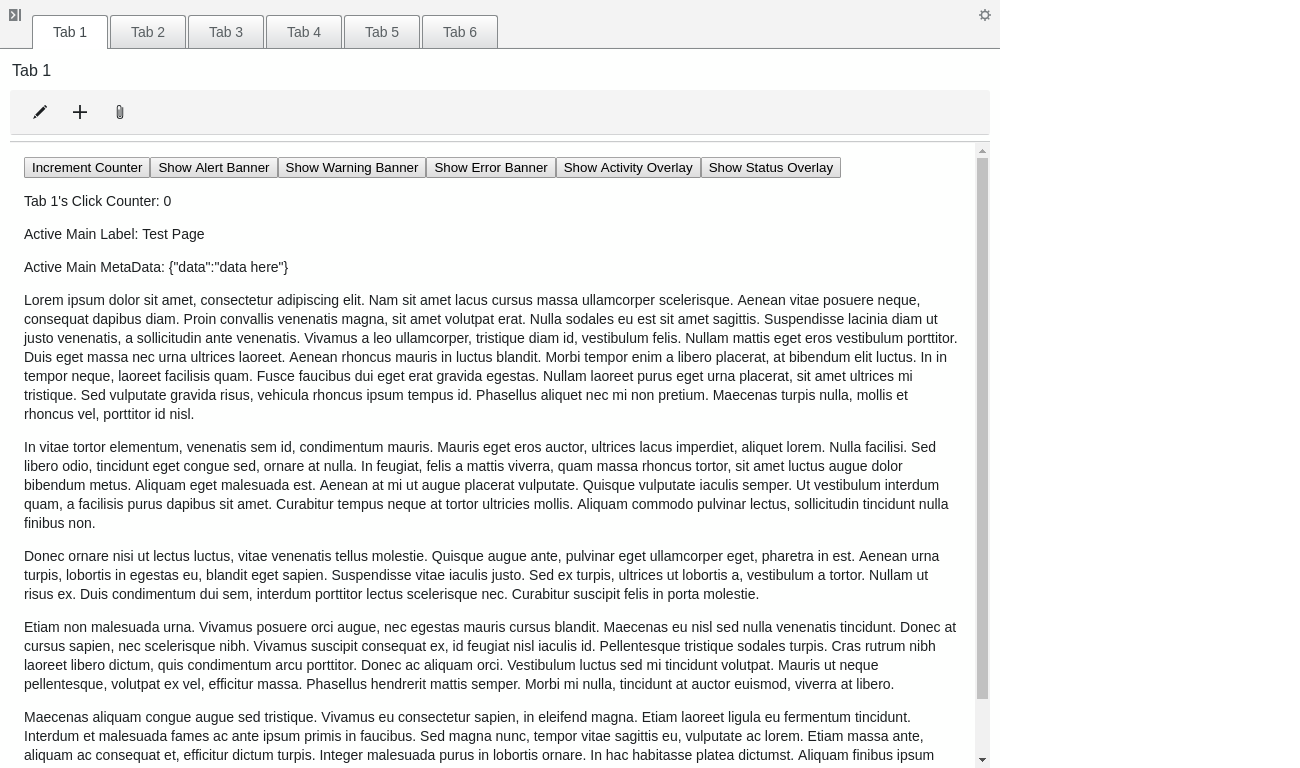 Tab 1
Tab 2
Tab 3
Tab 4
Tab 5
Tab 6
Tab 1
Increment Counter
Show Alert Banner
Show Warning Banner
Show Error Banner
Show Activity Overlay
Show Status Overlay
Tab 1's Click Counter: 0
Active Main Label: Test Page
Active Main MetaData: {"data":"data here"}
Lorem ipsum dolor sit amet, consectetur adipiscing elit. Nam sit amet lacus cursus massa ullamcorper scelerisque. Aenean vitae posuere neque,
consequat dapibus diam. Proin convallis venenatis magna, sit amet volutpat erat. Nulla sodales eu est sit amet sagittis. Suspendisse lacinia diam ut
justo venenatis, a sollicitudin ante venenatis. Vivamus a leo ullamcorper, tristique diam id, vestibulum felis. Nullam mattis eget eros vestibulum porttitor.
Duis eget massa nec urna ultrices laoreet. Aenean rhoncus mauris in luctus blandit. Morbi tempor enim a libero placerat, at bibendum elit luctus. In in
tempor neque, laoreet facilisis quam. Fusce faucibus dui eget erat gravida egestas. Nullam laoreet purus eget urna placerat, sit amet ultrices mi
tristique. Sed vulputate gravida risus, vehicula rhoncus ipsum tempus id. Phasellus aliquet nec mi non pretium. Maecenas turpis nulla, mollis et
rhoncus vel, porttitor id nisl.
In vitae tortor elementum, venenatis sem id, condimentum mauris. Mauris eget eros auctor, ultrices lacus imperdiet, aliquet lorem. Nulla facilisi. Sed
libero odio, tincidunt eget congue sed, ornare at nulla. In feugiat, felis a mattis viverra, quam massa rhoncus tortor, sit amet luctus augue dolor
bibendum metus. Aliquam eget malesuada est. Aenean at mi ut augue placerat vulputate. Quisque vulputate iaculis semper. Ut vestibulum interdum
quam, a facilisis purus dapibus sit amet. Curabitur tempus neque at tortor ultricies mollis. Aliquam commodo pulvinar lectus, sollicitudin tincidunt nulla
finibus non.
Donec ornare nisi ut lectus luctus, vitae venenatis tellus molestie. Quisque augue ante, pulvinar eget ullamcorper eget, pharetra in est. Aenean urna
turpis, lobortis in egestas eu, blandit eget sapien. Suspendisse vitae iaculis justo. Sed ex turpis, ultrices ut lobortis a, vestibulum a tortor. Nullam ut
risus ex. Duis condimentum dui sem, interdum porttitor lectus scelerisque nec. Curabitur suscipit felis in porta molestie.
Etiam non malesuada urna. Vivamus posuere orci augue, nec egestas mauris cursus blandit. Maecenas eu nisl sed nulla venenatis tincidunt. Donec at
cursus sapien, nec scelerisque nibh. Vivamus suscipit consequat ex, id feugiat nisl iaculis id. Pellentesque tristique sodales turpis. Cras rutrum nibh
laoreet libero dictum, quis condimentum arcu porttitor. Donec ac aliquam orci. Vestibulum luctus sed mi tincidunt volutpat. Mauris ut neque
pellentesque, volutpat ex vel, efficitur massa. Phasellus hendrerit mattis semper. Morbi mi nulla, tincidunt at auctor euismod, viverra at libero.
Maecenas aliquam congue augue sed tristique. Vivamus eu consectetur sapien, in eleifend magna. Etiam laoreet ligula eu fermentum tincidunt.
Interdum et malesuada fames ac ante ipsum primis in faucibus. Sed magna nunc, tempor vitae sagittis eu, vulputate ac lorem. Etiam massa ante,
aliquam ac consequat et, efficitur dictum turpis. Integer malesuada purus in lobortis ornare. In hac habitasse platea dictumst. Aliquam finibus ipsum